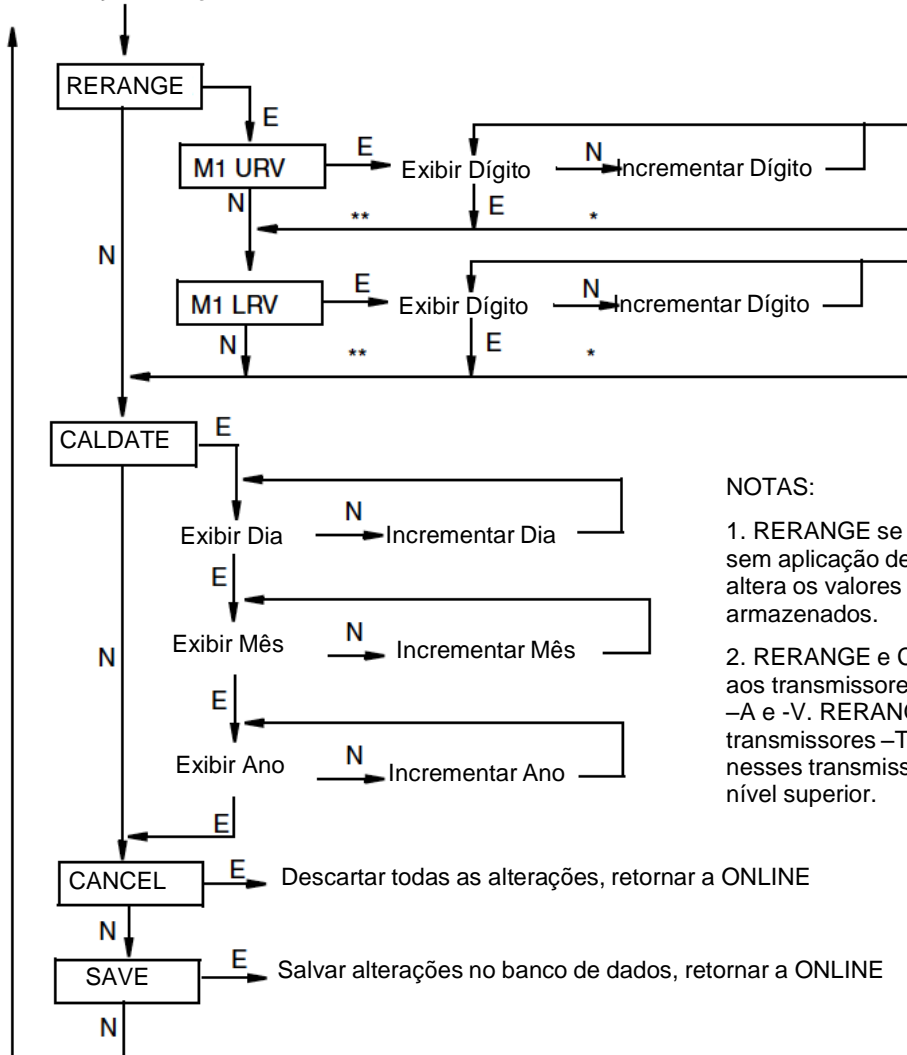 RERANGE
E
M1 URV
E
Exibir Dígito
N
Incrementar Dígito
N
**
E
*
N
M1 LRV
E
Exibir Dígito
N
Incrementar Dígito
N
**
E
*
CALDATE
E
Exibir Dia
N
Incrementar Dia
E
Exibir Mês
N
Incrementar Mês
N
E
Exibir Ano
N
Incrementar Ano
E
NOTAS:
1. RERANGE se
sem aplicação de
altera os valores
armazenados.
2. RERANGE e C
aos transmissore
–A e -V. RERANG
transmissores –T
nesses transmiss
nível superior.
CANCEL
E
Descartar todas as alterações, retornar a ONLINE
N
SAVE
E
Salvar alterações no banco de dados, retornar a ONLINE
N